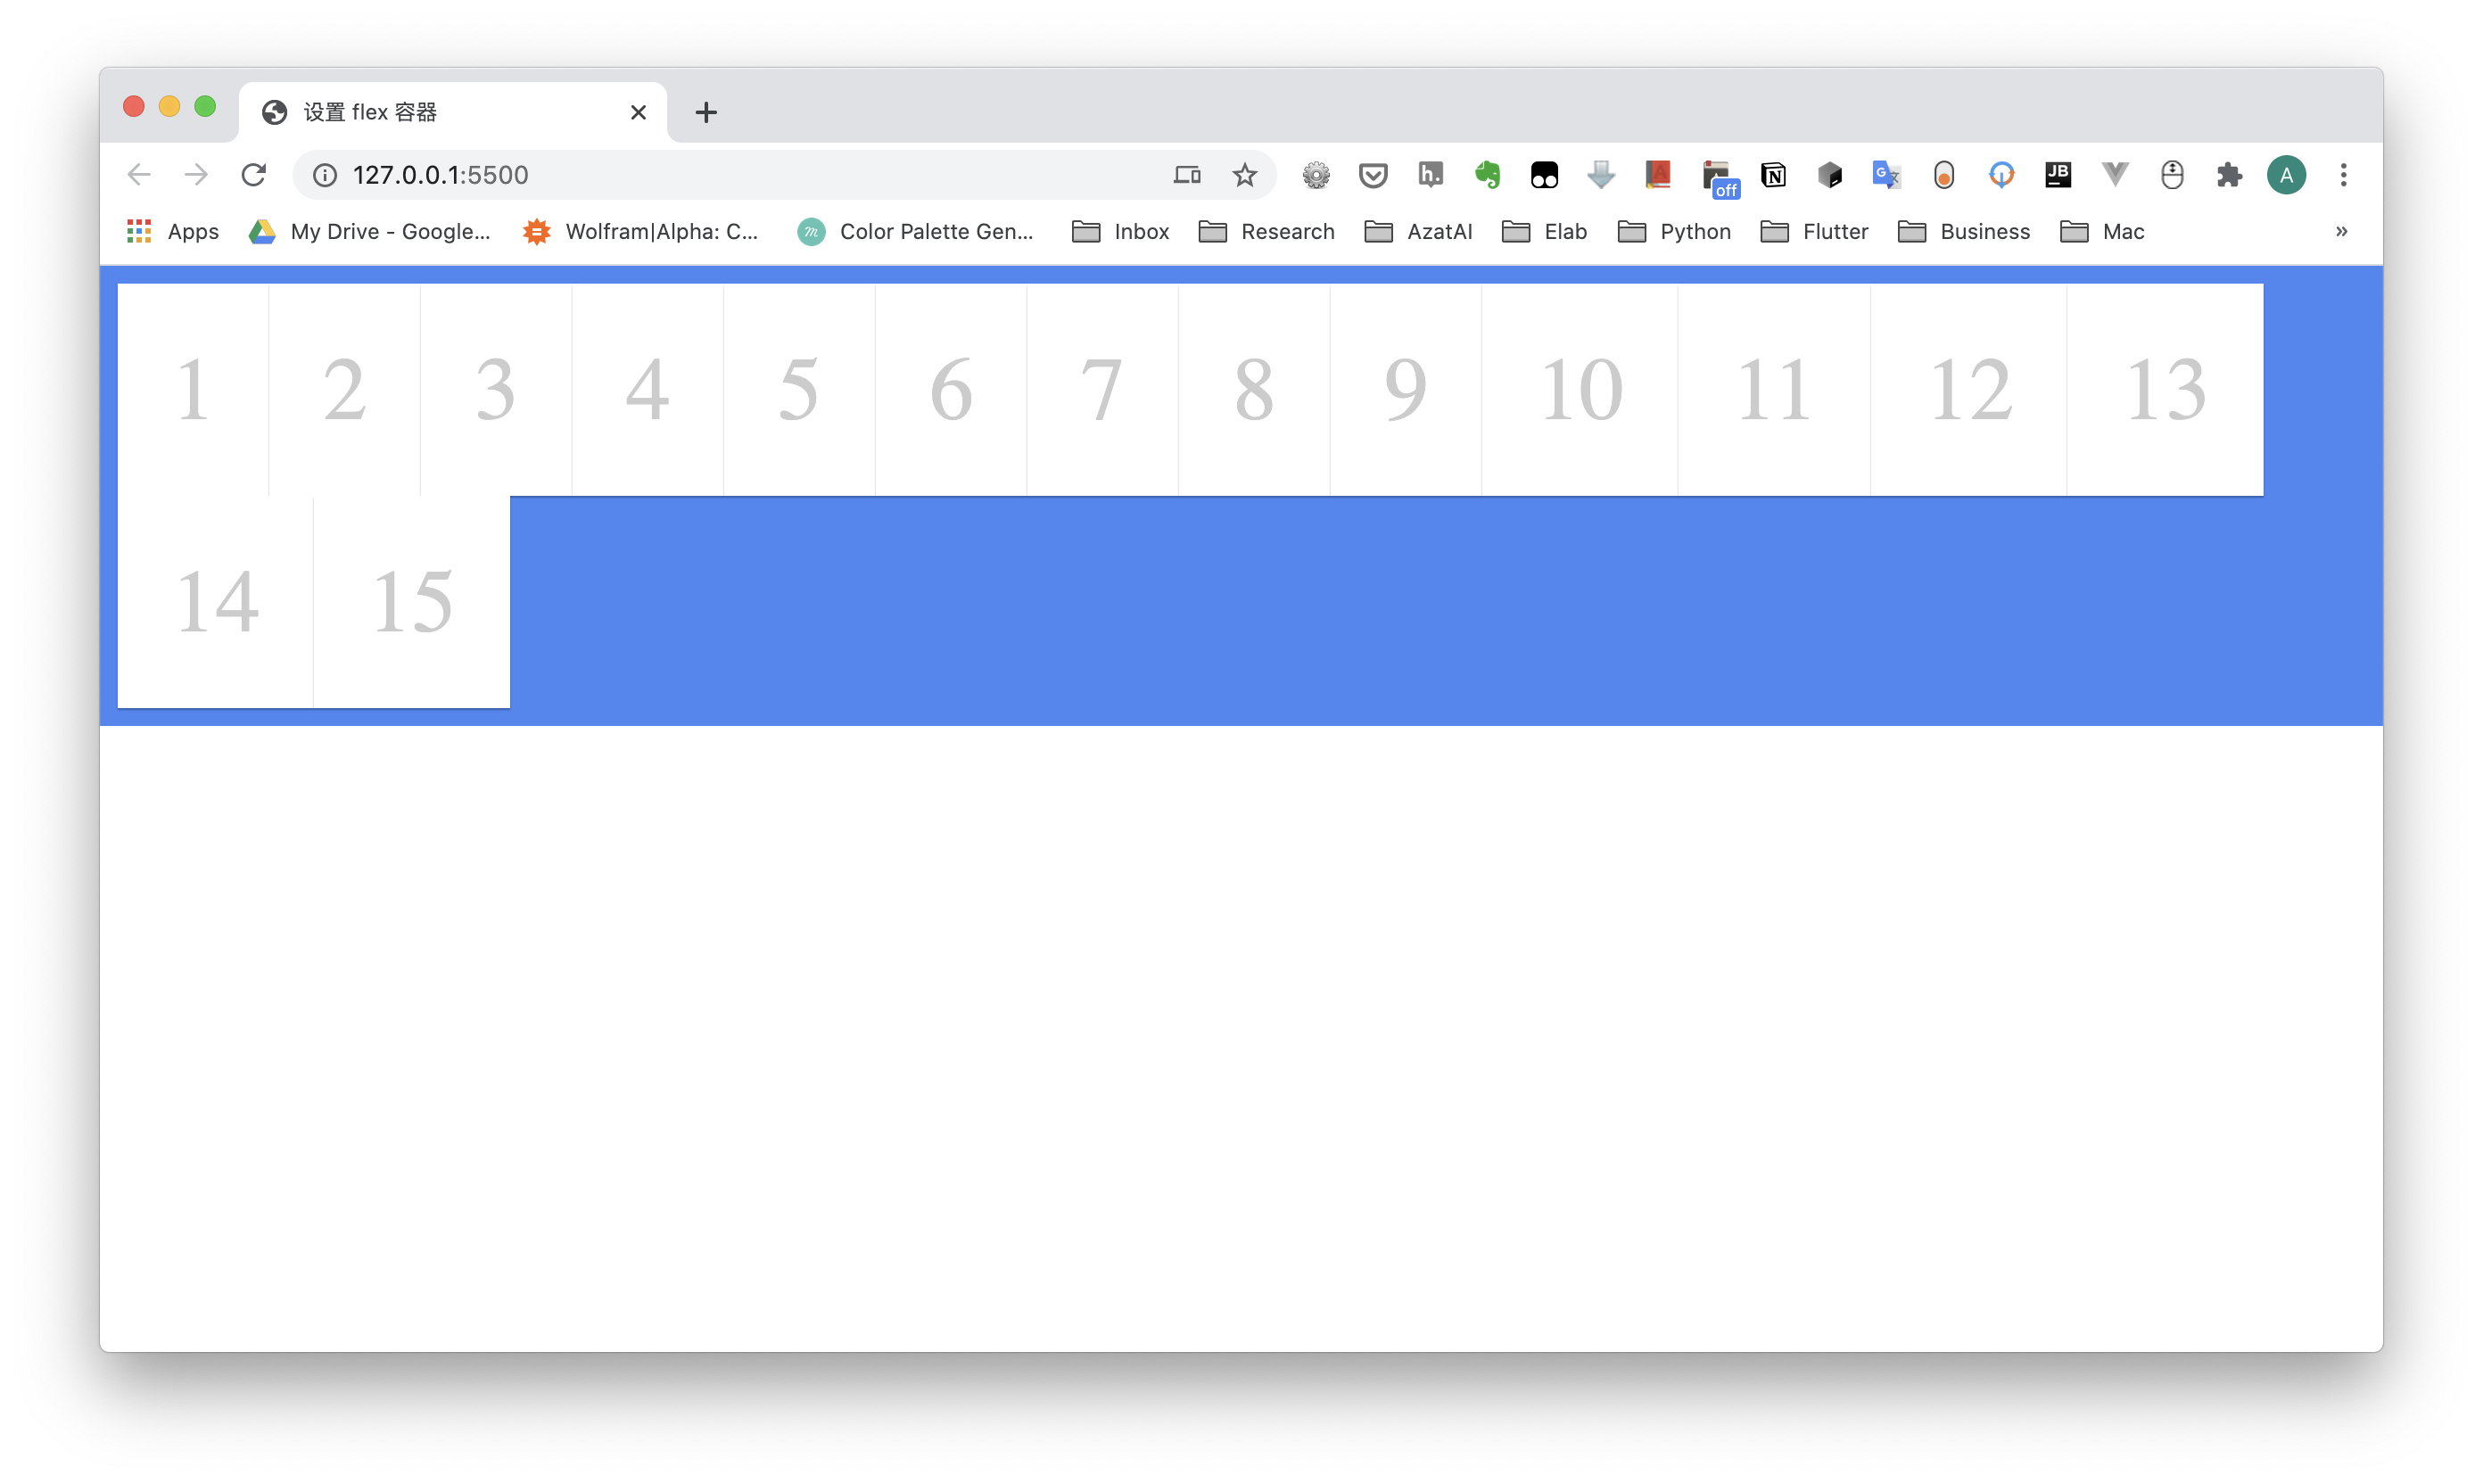 设置 flex 容器
127.0.0.1:5500
h. off N G 文 JB A
Apps My Drive - Google... Wolfram|Alpha: C... m Color Palette Gen... Inbox Research AzatAI Elab Python Flutter Business Mac »
1 2 3 4 5 6 7 8 9 10 11 12 13
14 15